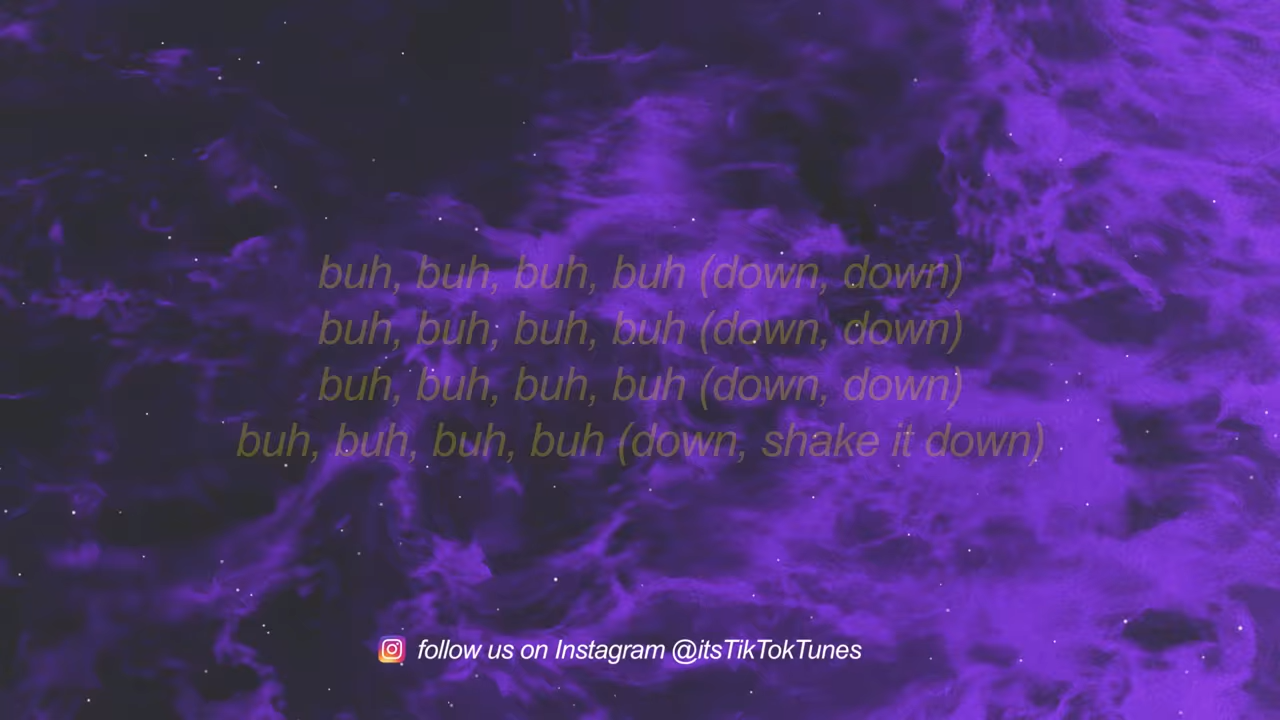 buh, buh, buh, buh (down, down)
buh, buh, buh, buh (down, down)
buh, buh, buh, buh (down, down)
buh, buh, buh, buh (down, shake it down)
follow us on Instagram @itsTikTokTunes